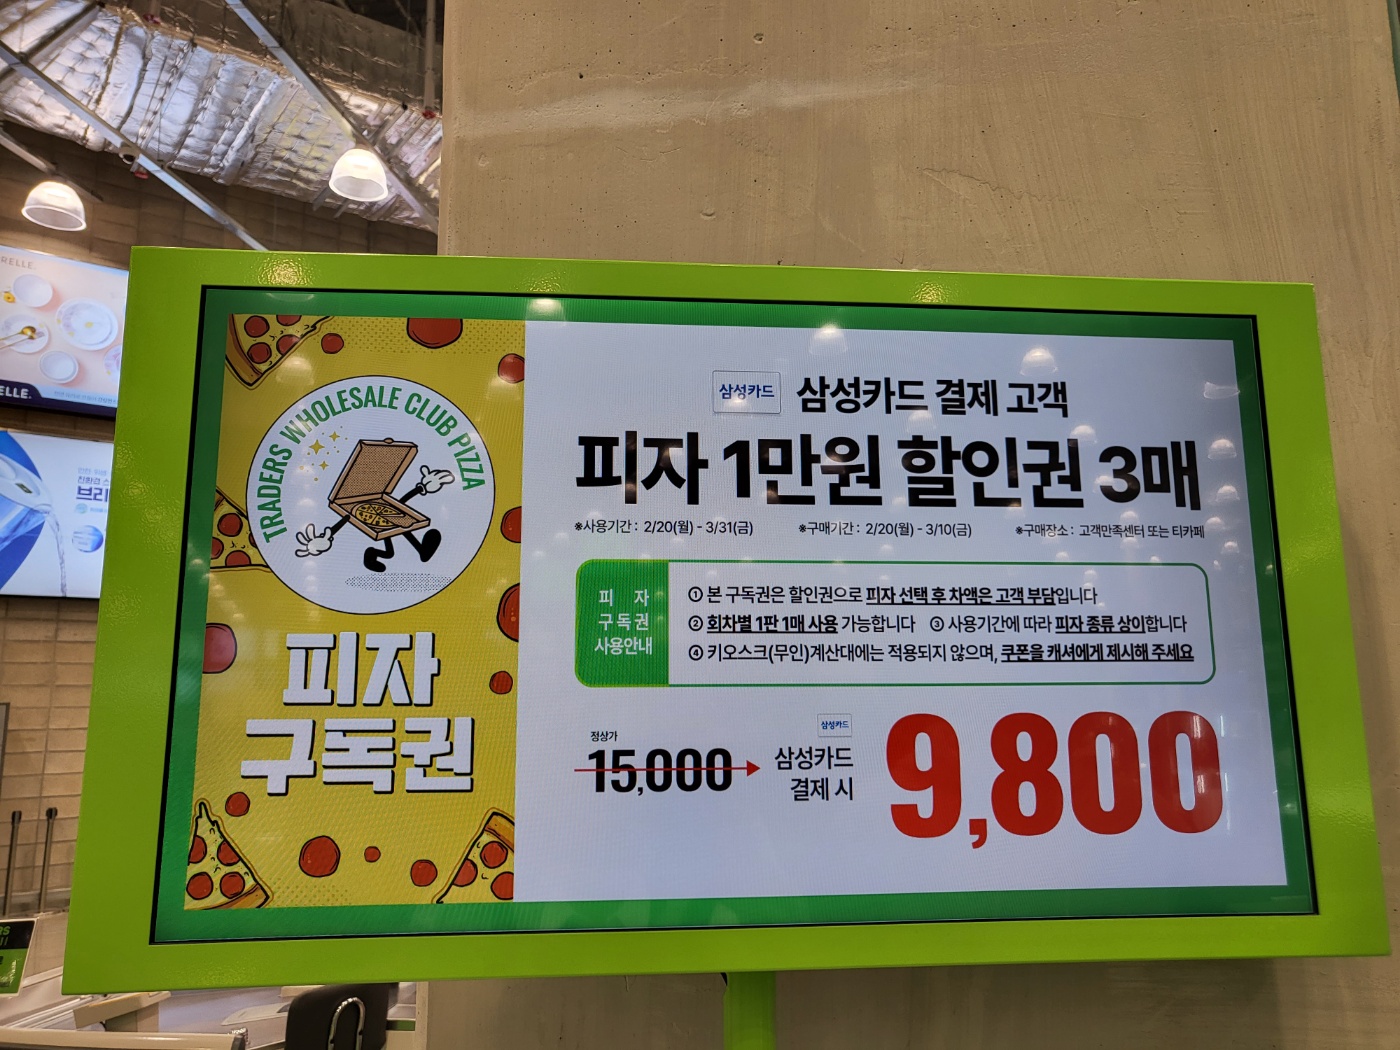 RELLE
ELLE.
친환경 스
브리
TRADERS WHOLESALE CLUB PIZZA
피자
구독권
삼성카드
삼성카드 결제 고객
피자 1만원 할인권 3매
※사용기간 : 2/20(월) - 3/31(금)
※구매기간 : 2/20(월) - 3/10(금)
※구매장소 : 고객만족센터 또는 티카페
피 자
구독권
사용안내
① 본 구독권은 할인권으로 피자 선택 후 차액은 고객 부담입니다
② 회차별 1판 1매 사용 가능합니다 ③ 사용기간에 따라 피자 종류 상이합니다
④ 키오스크(무인)계산대에는 적용되지 않으며, 쿠폰을 캐셔에게 제시해 주세요
정상가
15,000
삼성카드
삼성카드
결제 시
9,800